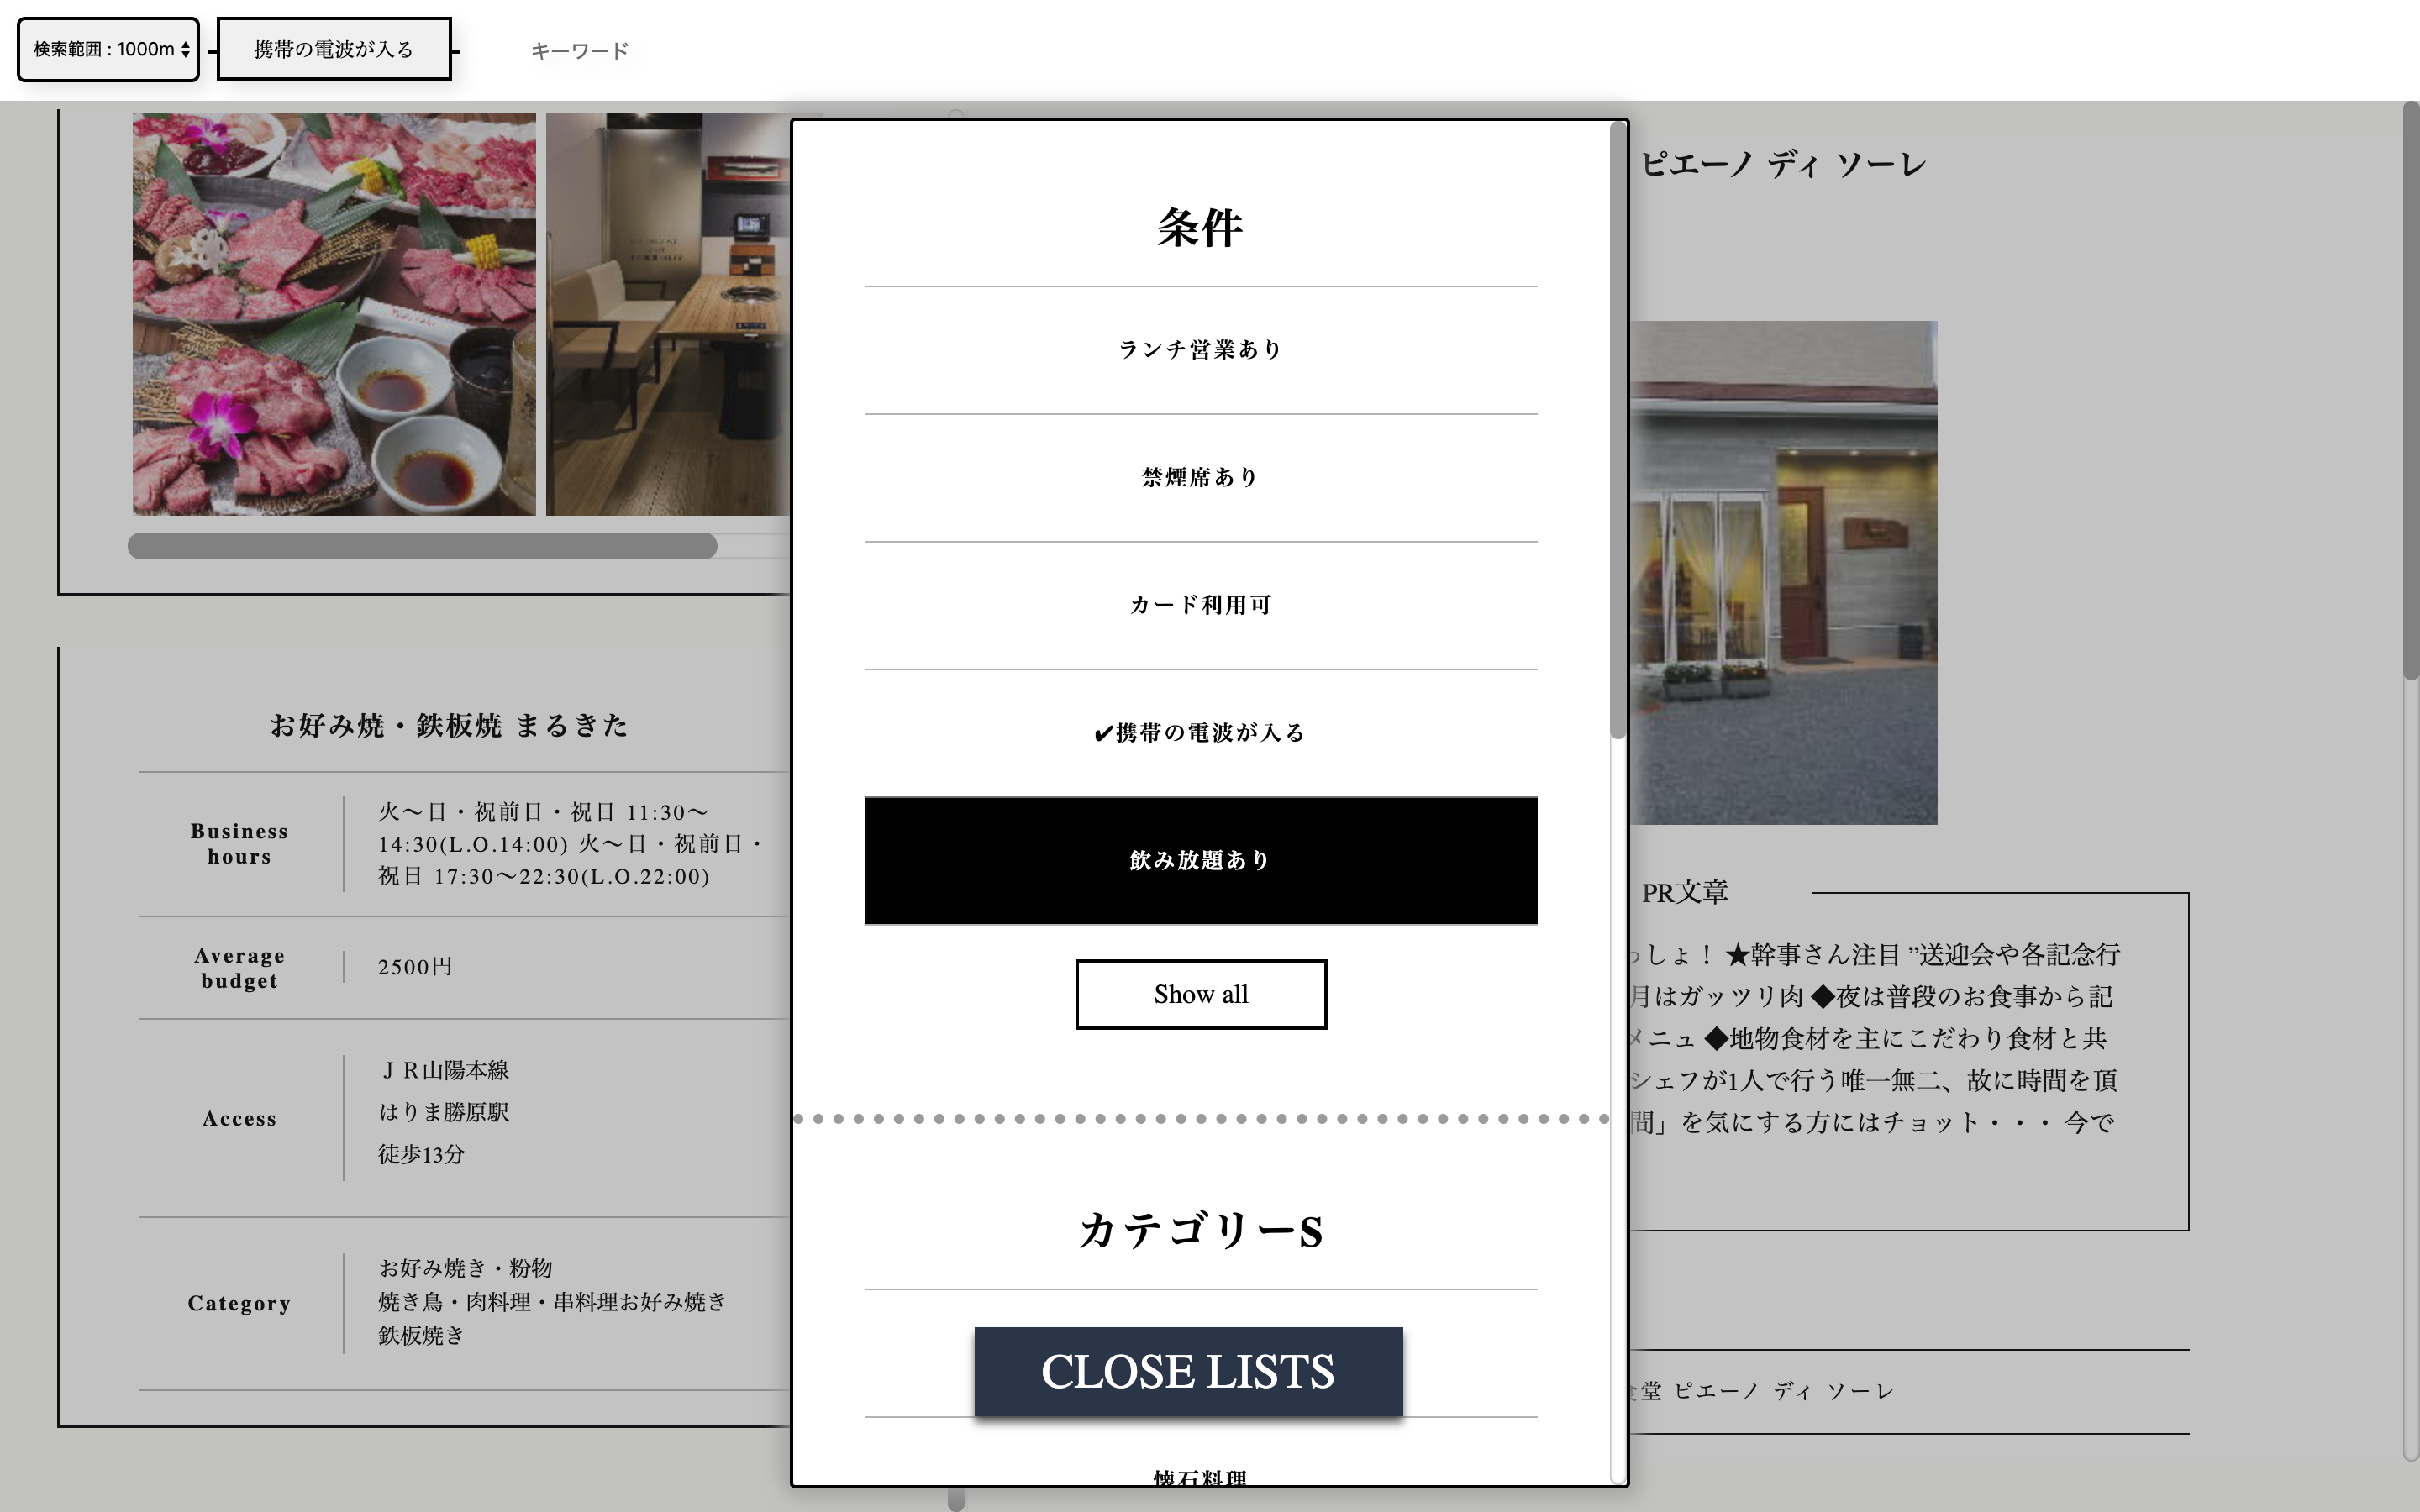 検索範囲 : 1000m
携帯の電波が入る
キーワード
お好み焼・鉄板焼 まるきた
Business
hours
火〜日・祝前日・祝日 11:30〜
14:30(L.O.14:00) 火〜日・祝前日・
祝日 17:30〜22:30(L.O.22:00)
Average
budget
2500円
Access
ＪＲ山陽本線
はりま勝原駅
徒歩13分
Category
お好み焼き・粉物
焼き鳥・肉料理・串料理お好み焼き
鉄板焼き
条件
ランチ営業あり
禁煙席あり
カード利用可
✔携帯の電波が入る
飲み放題あり
Show all
カテゴリーS
CLOSE LISTS
懐石料理
ピエーノ ディ ソーレ
PR文章
っしょ！ ★幹事さん注目 ”送迎会や各記念行
月はガッツリ肉 ◆夜は普段のお食事から記
メニュ ◆地物食材を主にこだわり食材と共
シェフが1人で行う唯一無二、故に時間を頂
間」を気にする方にはチョット・・・ 今で
食堂 ピエーノ ディ ソーレ